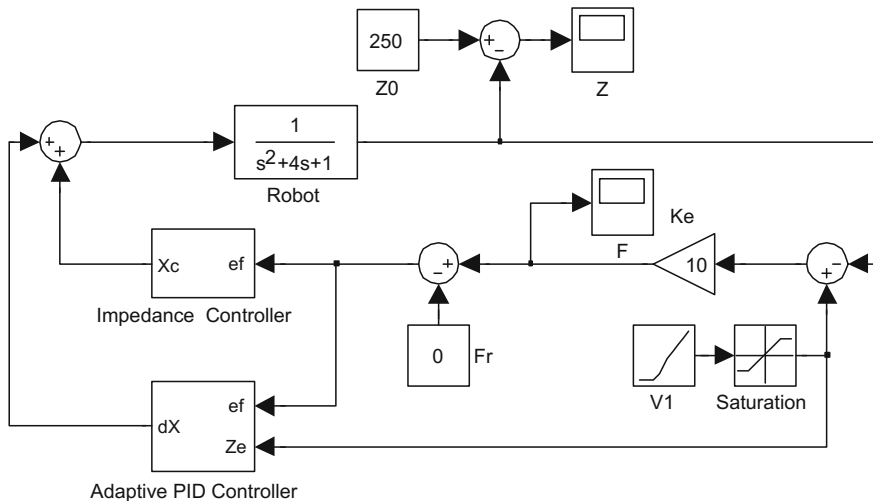 250
+
-
Z0
Z
+
+
1
s²+4s+1
Robot
Ke
F
Xc
ef
-
+
10
-
+
Impedance Controller
0
Fr
V1
Saturation
ef
dX
Ze
Adaptive PID Controller